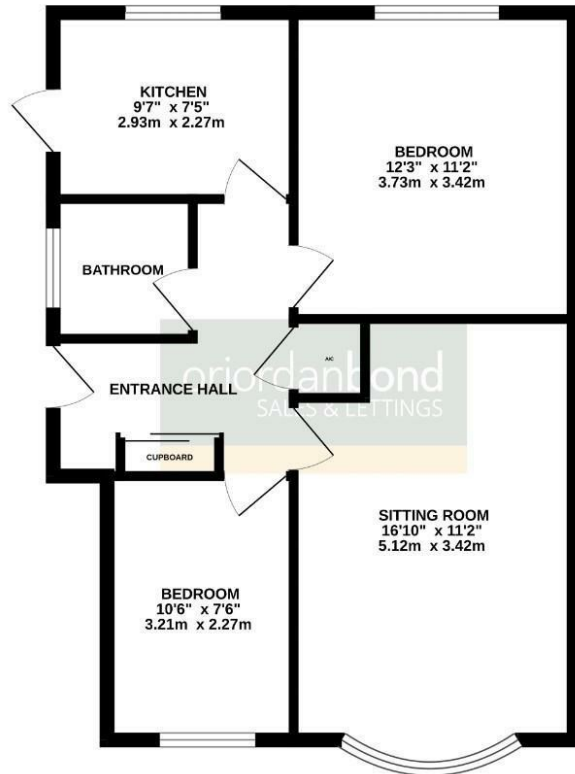 KITCHEN
9'7" x 7'5"
2.93m x 2.27m
BEDROOM
12'3" x 11'2"
3.73m x 3.42m
BATHROOM
A/C
oriordanbond
SALES & LETTINGS
ENTRANCE HALL
CUPBOARD
SITTING ROOM
16'10" x 11'2"
5.12m x 3.42m
BEDROOM
10'6" x 7'6"
3.21m x 2.27m